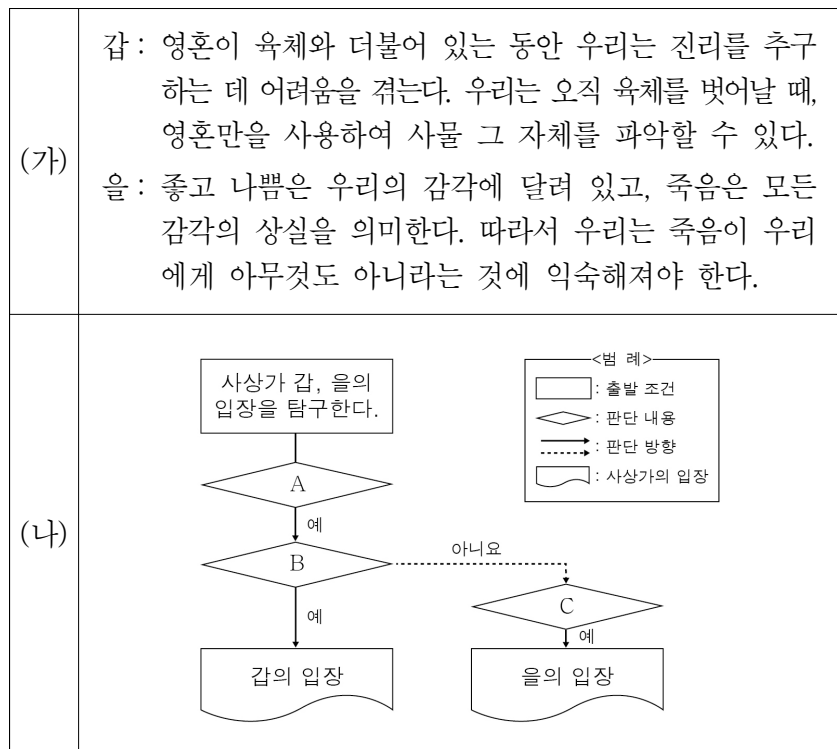 (가)
갑 : 영혼이 육체와 더불어 있는 동안 우리는 진리를 추구
하는 데 어려움을 겪는다. 우리는 오직 육체를 벗어날 때,
영혼만을 사용하여 사물 그 자체를 파악할 수 있다.
을 : 좋고 나쁨은 우리의 감각에 달려 있고, 죽음은 모든
감각의 상실을 의미한다. 따라서 우리는 죽음이 우리
에게 아무것도 아니라는 것에 익숙해져야 한다.
(나)
사상가 갑, 을의
입장을 탐구한다.
<범 례>
: 출발 조건
: 판단 내용
: 판단 방향
: 사상가의 입장
A
예
B
아니요
C
예
예
갑의 입장
을의 입장